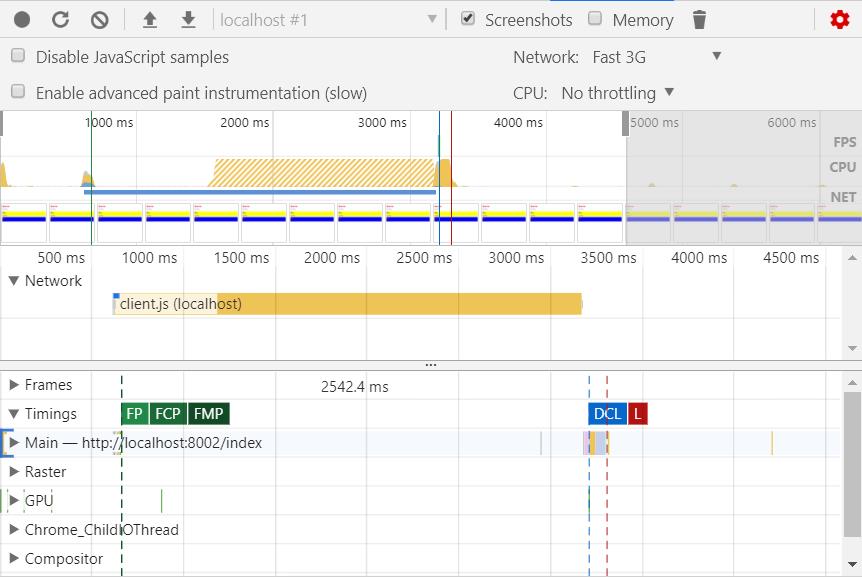 localhost #1 Screenshots Memory
Disable JavaScript samples Network: Fast 3G
Enable advanced paint instrumentation (slow) CPU: No throttling
1000 ms 2000 ms 3000 ms 4000 ms 5000 ms 6000 ms
FPS
CPU
NET
500 ms 1000 ms 1500 ms 2000 ms 2500 ms 3000 ms 3500 ms 4000 ms 4500 ms
Network
client.js (localhost)
...
Frames 2542.4 ms
Timings FP FCP FMP DCL L
Main — http://localhost:8002/index
Raster
GPU
Chrome_ChildIOThread
Compositor